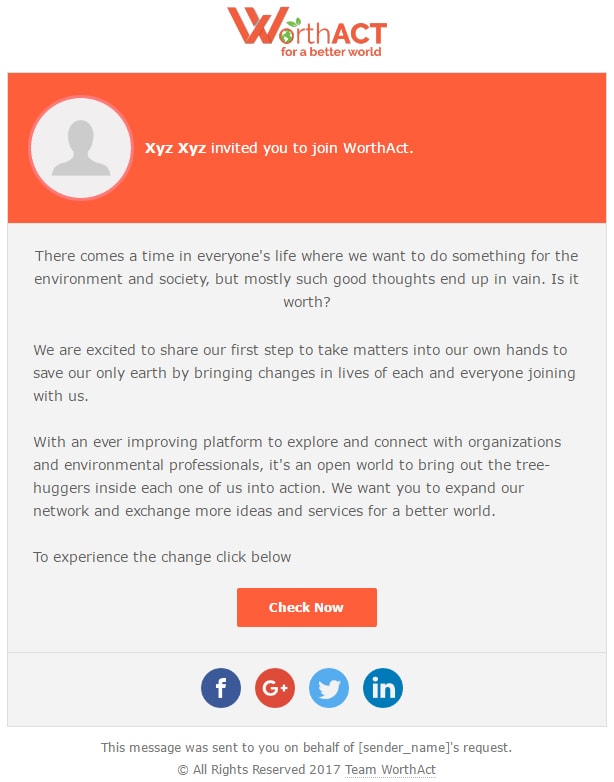 WorthACT
for a better world
Xyz Xyz invited you to join WorthAct.
There comes a time in everyone's life where we want to do something for the
environment and society, but mostly such good thoughts end up in vain. Is it
worth?
We are excited to share our first step to take matters into our own hands to
save our only earth by bringing changes in lives of each and everyone joining
with us.
With an ever improving platform to explore and connect with organizations
and environmental professionals, it's an open world to bring out the tree-
huggers inside each one of us into action. We want you to expand our
network and exchange more ideas and services for a better world.
To experience the change click below
Check Now
f G+ in
This message was sent to you on behalf of [sender_name]'s request.
© All Rights Reserved 2017 Team WorthAct